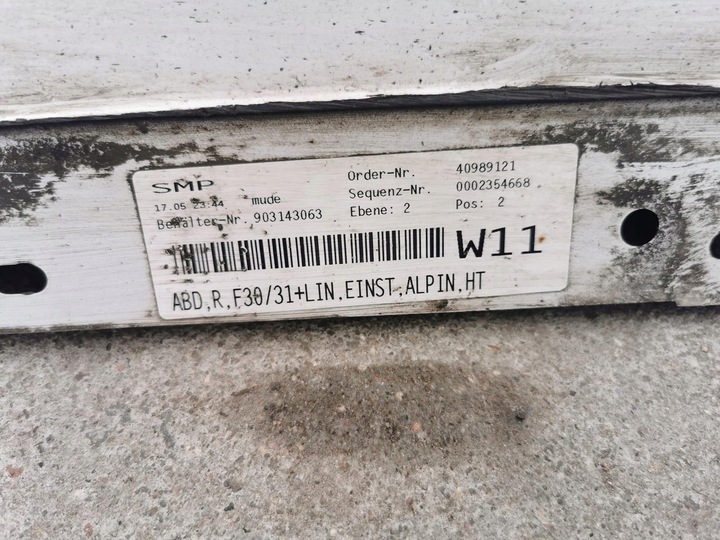 SMP
17.05 23:44 mude
Behälter-Nr. 903143063
Order-Nr. 40989121
Sequenz-Nr. 0002354668
Ebene: 2 Pos: 2
W11
ABD,R,F30/31+LIN,EINST,ALPIN,HT